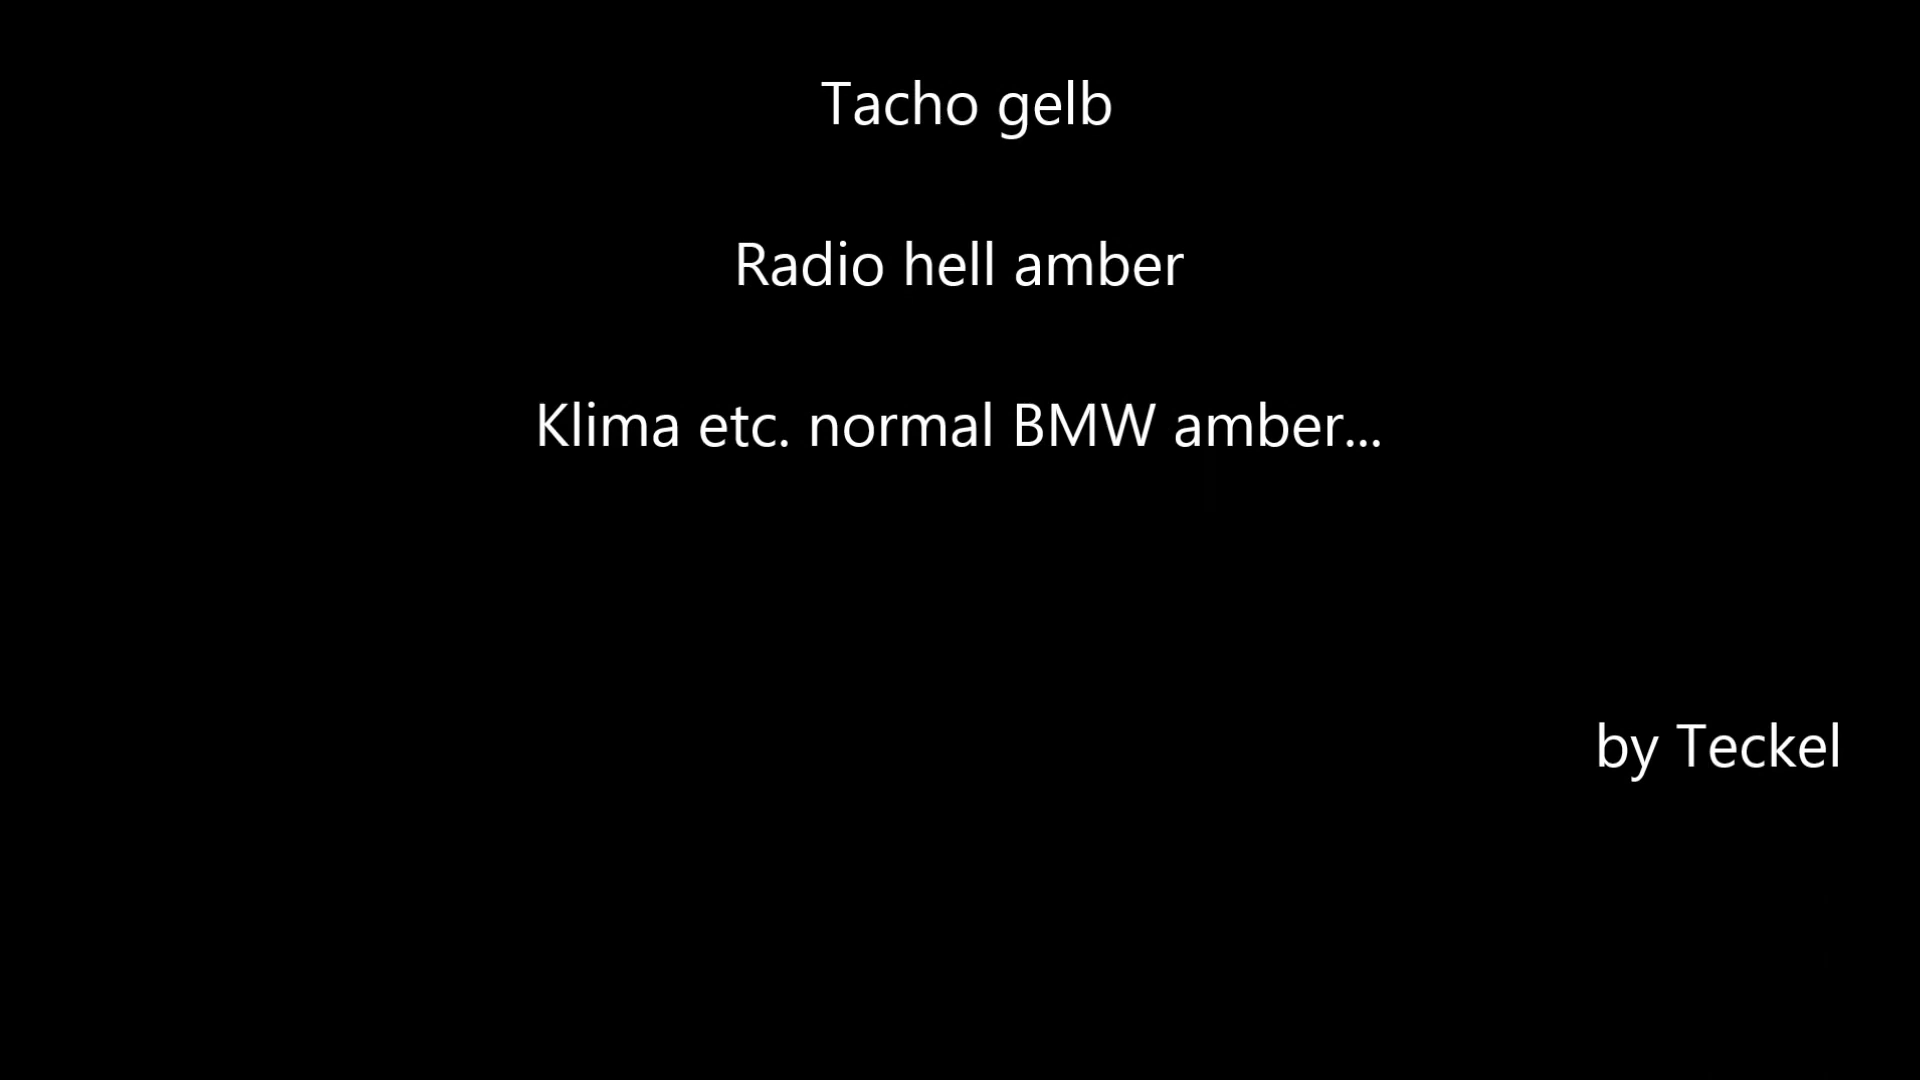 Tacho gelb
Radio hell amber
Klima etc. normal BMW amber...
by Teckel